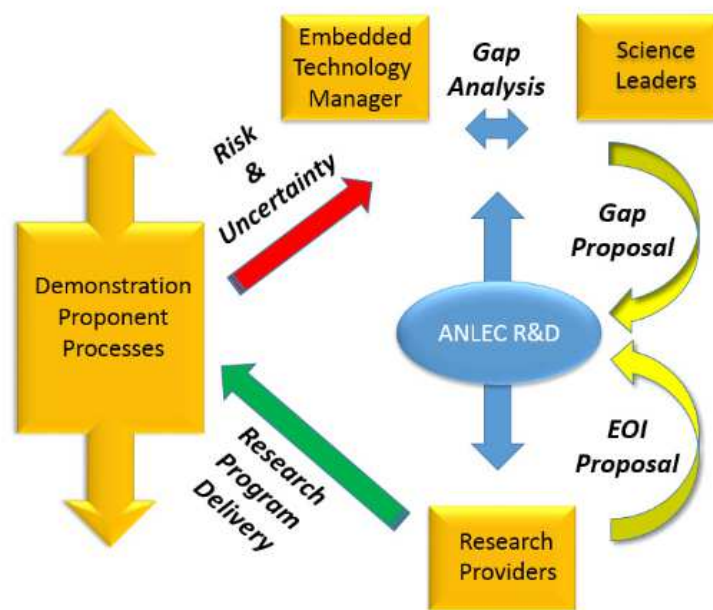 Embedded
Technology
Manager
Gap
Analysis
Science
Leaders
Risk
&
Uncertainty
Gap
Proposal
Demonstration
Proponent
Processes
ANLEC R&D
EOI
Proposal
Research
Program
Delivery
Research
Providers